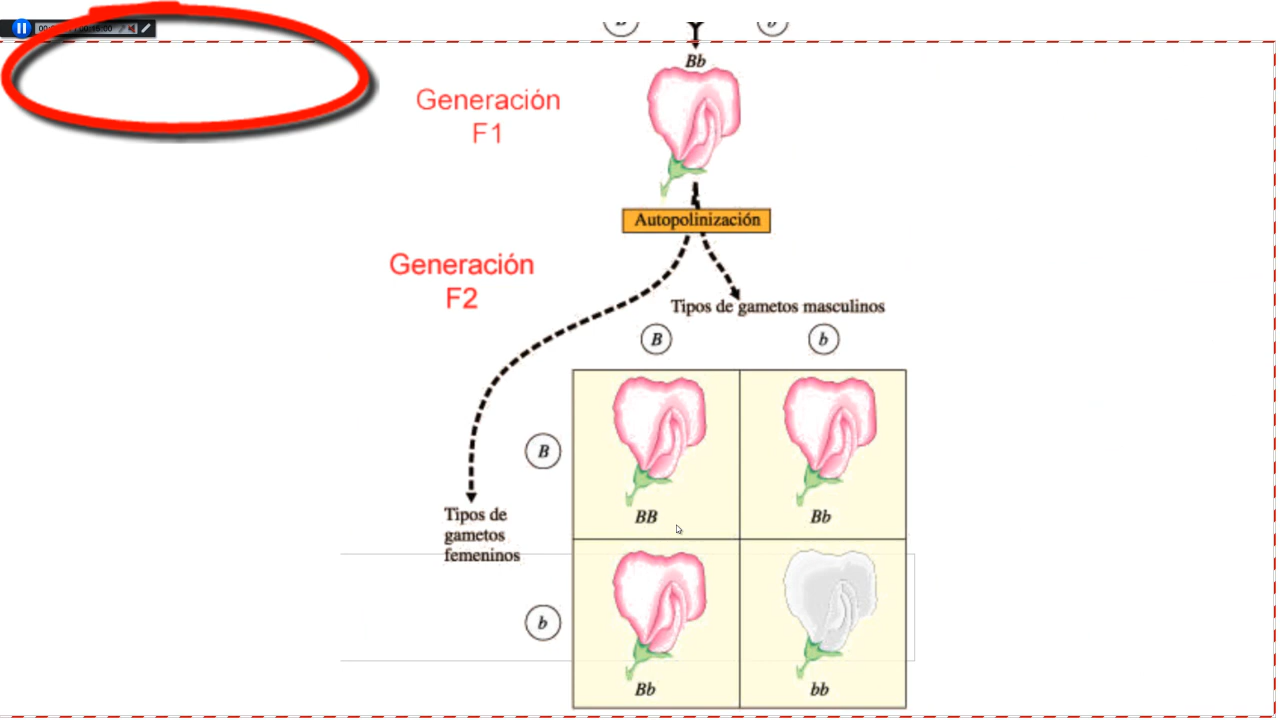 Bb
Generación
F1
Autopolinización
Generación
F2
Tipos de gametos masculinos
B
b
B
BB
Bb
Tipos de
gametos
femeninos
b
Bb
bb